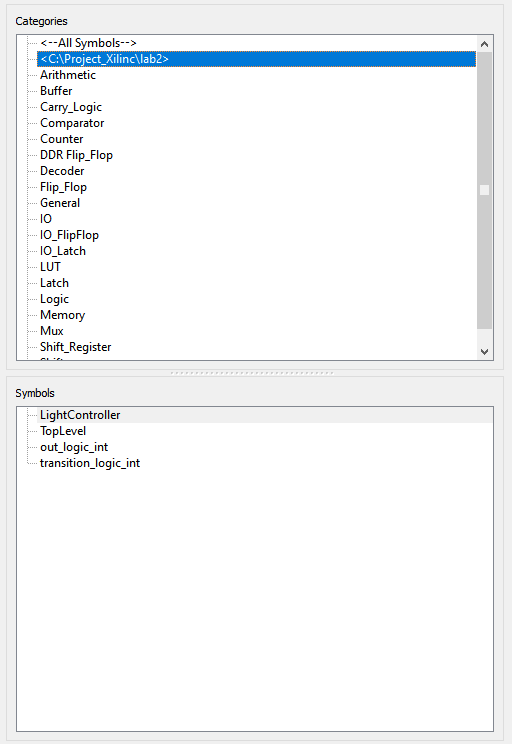 Categories
<--All Symbols-->
<C:\Project_Xilinc\lab2>
Arithmetic
Buffer
Carry_Logic
Comparator
Counter
DDR Flip_Flop
Decoder
Flip_Flop
General
IO
IO_FlipFlop
IO_Latch
LUT
Latch
Logic
Memory
Mux
Shift_Register
Symbols
LightController
TopLevel
out_logic_int
transition_logic_int